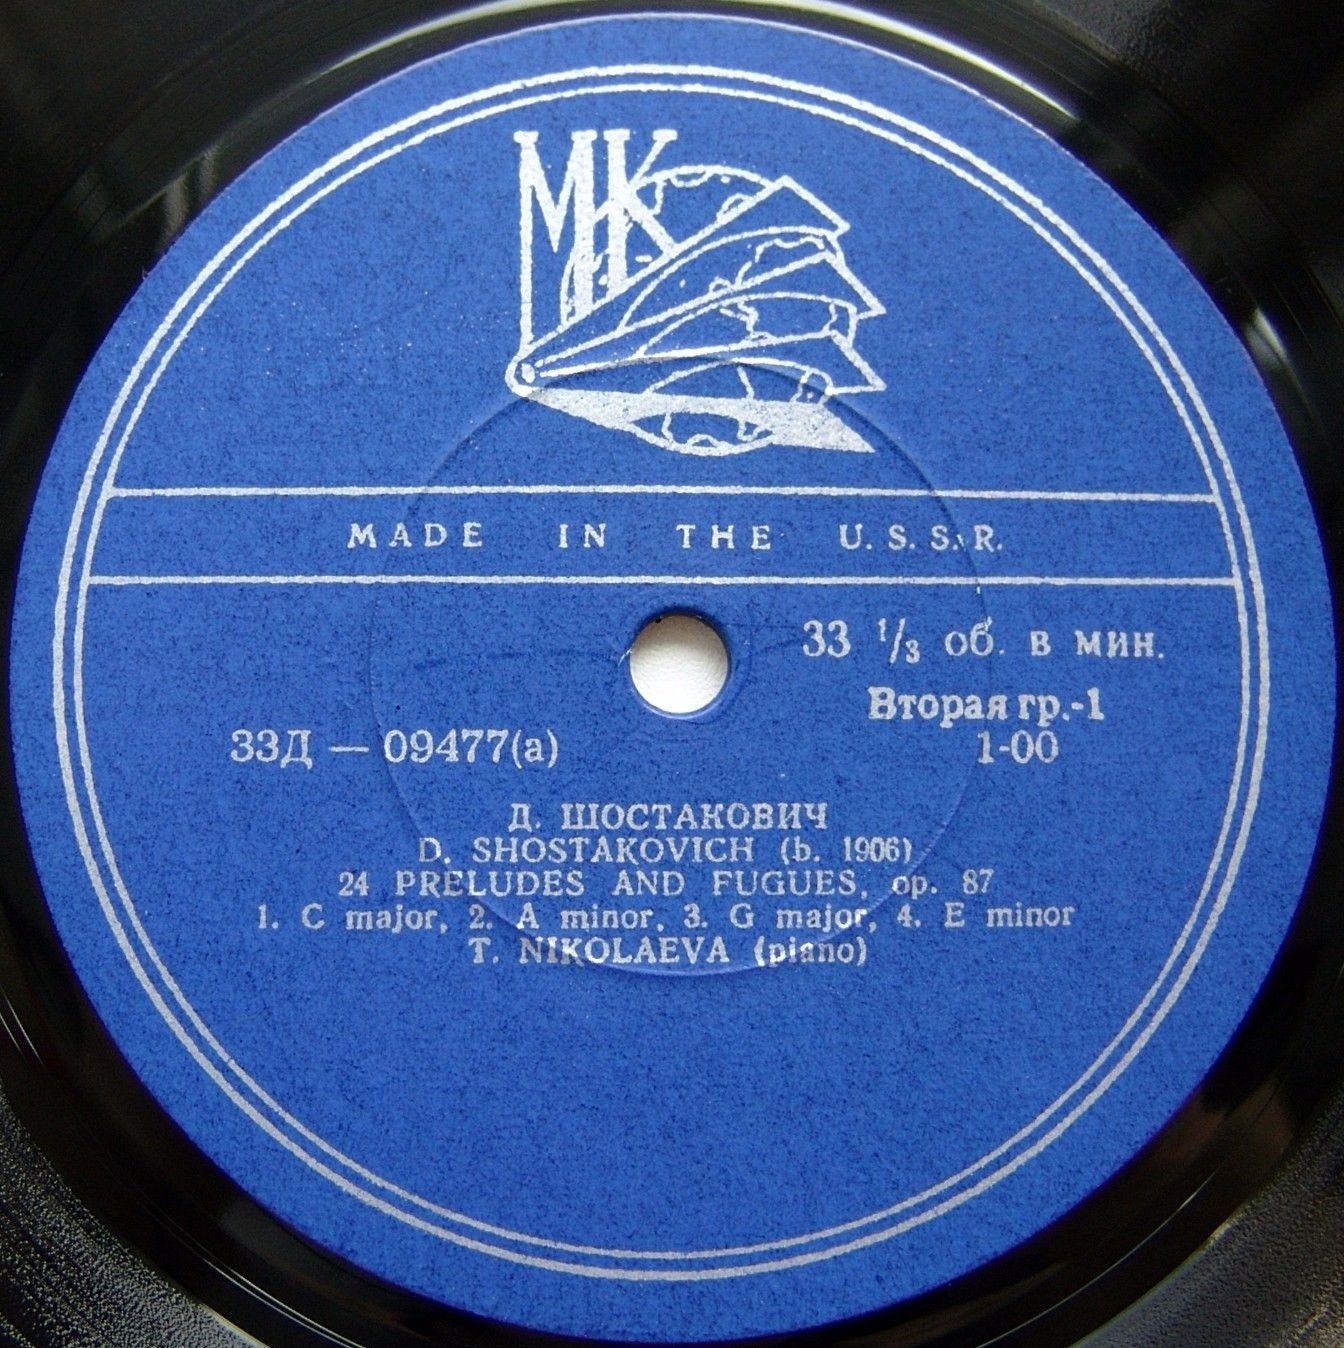 МК
MADE IN THE U.S.S.R.
33 1/3 об. в мин.
Вторая гр.-1
33Д — 09477(а)
1-00
Д. ШОСТАКОВИЧ
D. SHOSTAKOVICH (b. 1906)
24 PRELUDES AND FUGUES, op. 87
1. C major, 2. A minor, 3. G major, 4. E minor
T. NIKOLAEVA (piano)